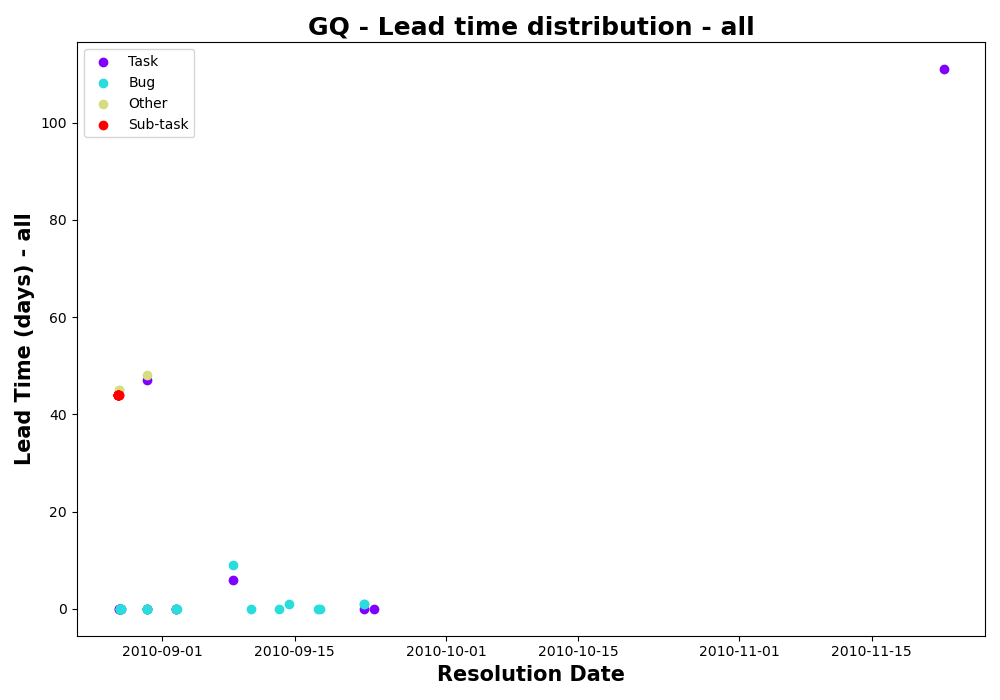 GQ - Lead time distribution - all
Task
Bug
Other
Sub-task
Lead Time (days) - all
100
80
60
40
20
0
2010-09-01 2010-09-15 2010-10-01 2010-10-15 2010-11-01 2010-11-15
Resolution Date